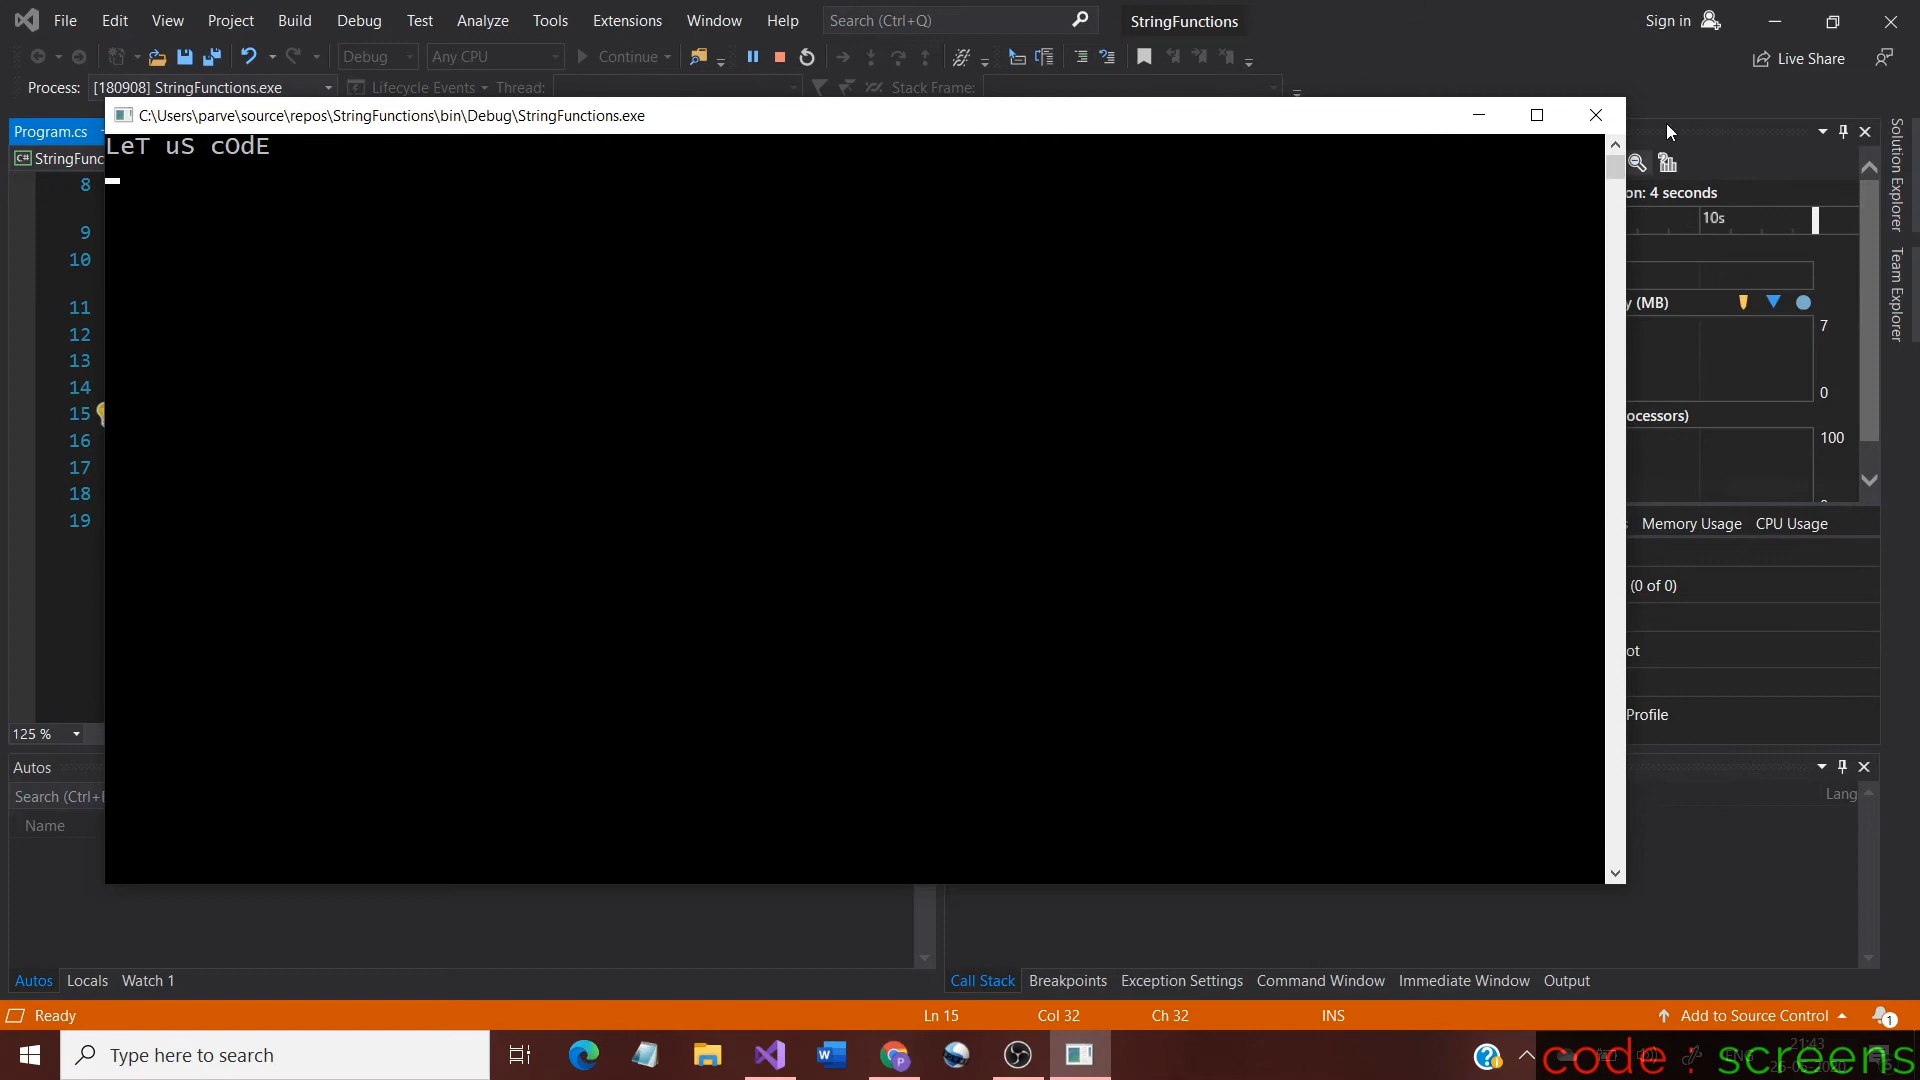 File Edit View Project Build Debug Test Analyze Tools Extensions Window Help Search (Ctrl+Q) StringFunctions Sign in
Debug Any CPU Continue Live Share
Process: [180908] StringFunctions.exe Lifecycle Events Thread: Stack Frame:
C:\Users\parve\source\repos\StringFunctions\bin\Debug\StringFunctions.exe
Program.cs
LeT uS cOdE
C# StringFunc
8
on: 4 seconds
10s
9
10
y (MB)
11
7
12
13
14
0
15
ocessors)
16
100
17
18
19
Memory Usage CPU Usage
(0 of 0)
ot
Profile
125 %
Autos
Search (Ctrl+
Lang
Name
Autos Locals Watch 1
Call Stack Breakpoints Exception Settings Command Window Immediate Window Output
Ready Ln 15 Col 32 Ch 32 INS Add to Source Control 1
Type here to search
21:43
ENG
code : screens